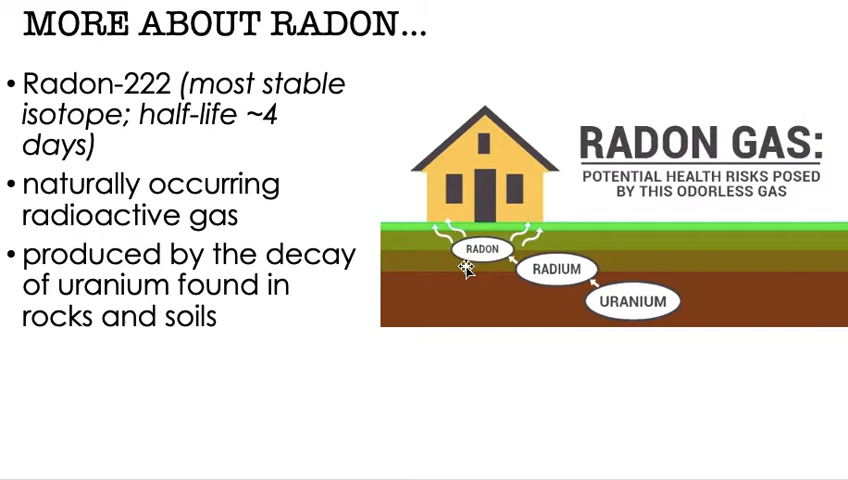 MORE ABOUT RADON...
• Radon-222 (most stable
isotope; half-life ~4
days)
• naturally occurring
radioactive gas
• produced by the decay
of uranium found in
rocks and soils
RADON GAS:
POTENTIAL HEALTH RISKS POSED
BY THIS ODORLESS GAS
RADON
RADIUM
URANIUM